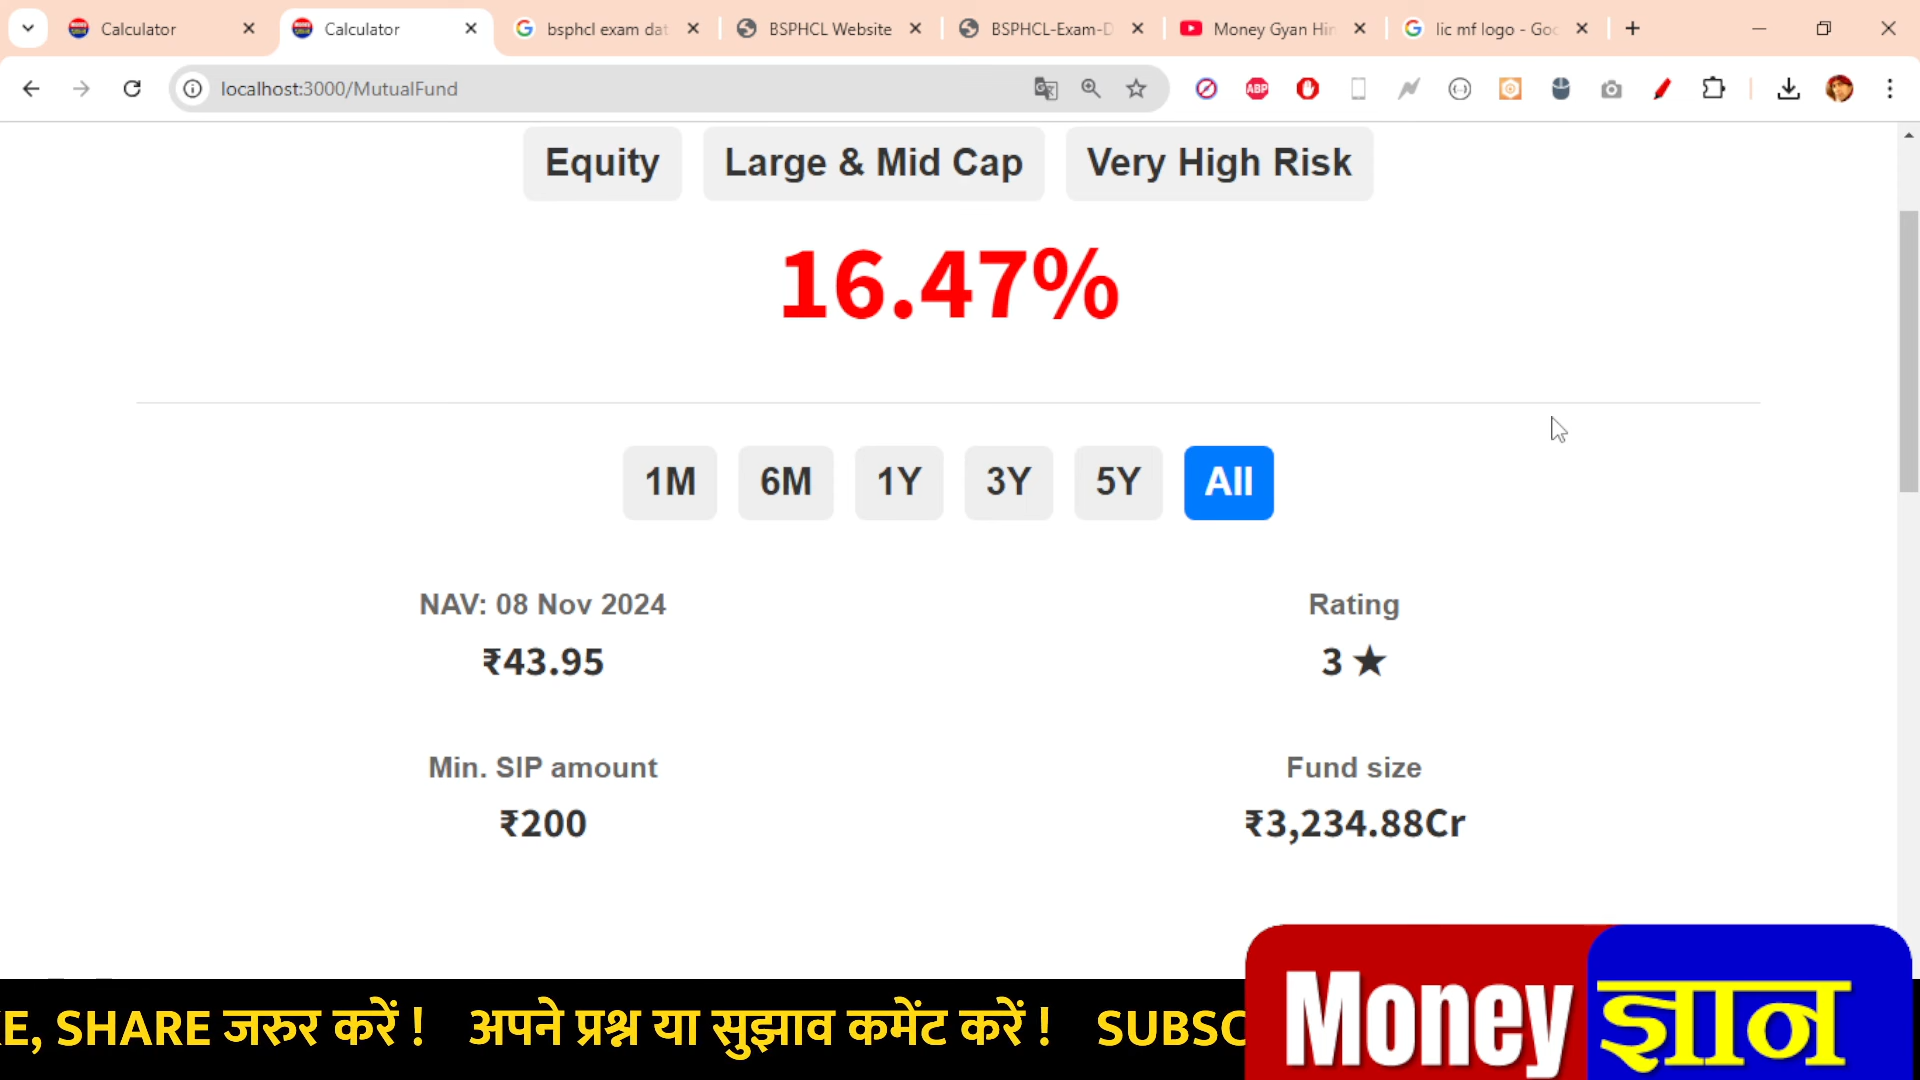 Calculator
Calculator
bsphcl exam dat
BSPHCL Website
BSPHCL-Exam-D
Money Gyan Hin
lic mf logo - Goo
localhost:3000/MutualFund
ABP
Equity
Large & Mid Cap
Very High Risk
16.47%
1M
6M
1Y
3Y
5Y
All
NAV: 08 Nov 2024
₹43.95
Rating
3 ★
Min. SIP amount
₹200
Fund size
₹3,234.88Cr
KE, SHARE जरुर करें ! अपने प्रश्न या सुझाव कमेंट करें ! SUBSC
Money ज्ञान